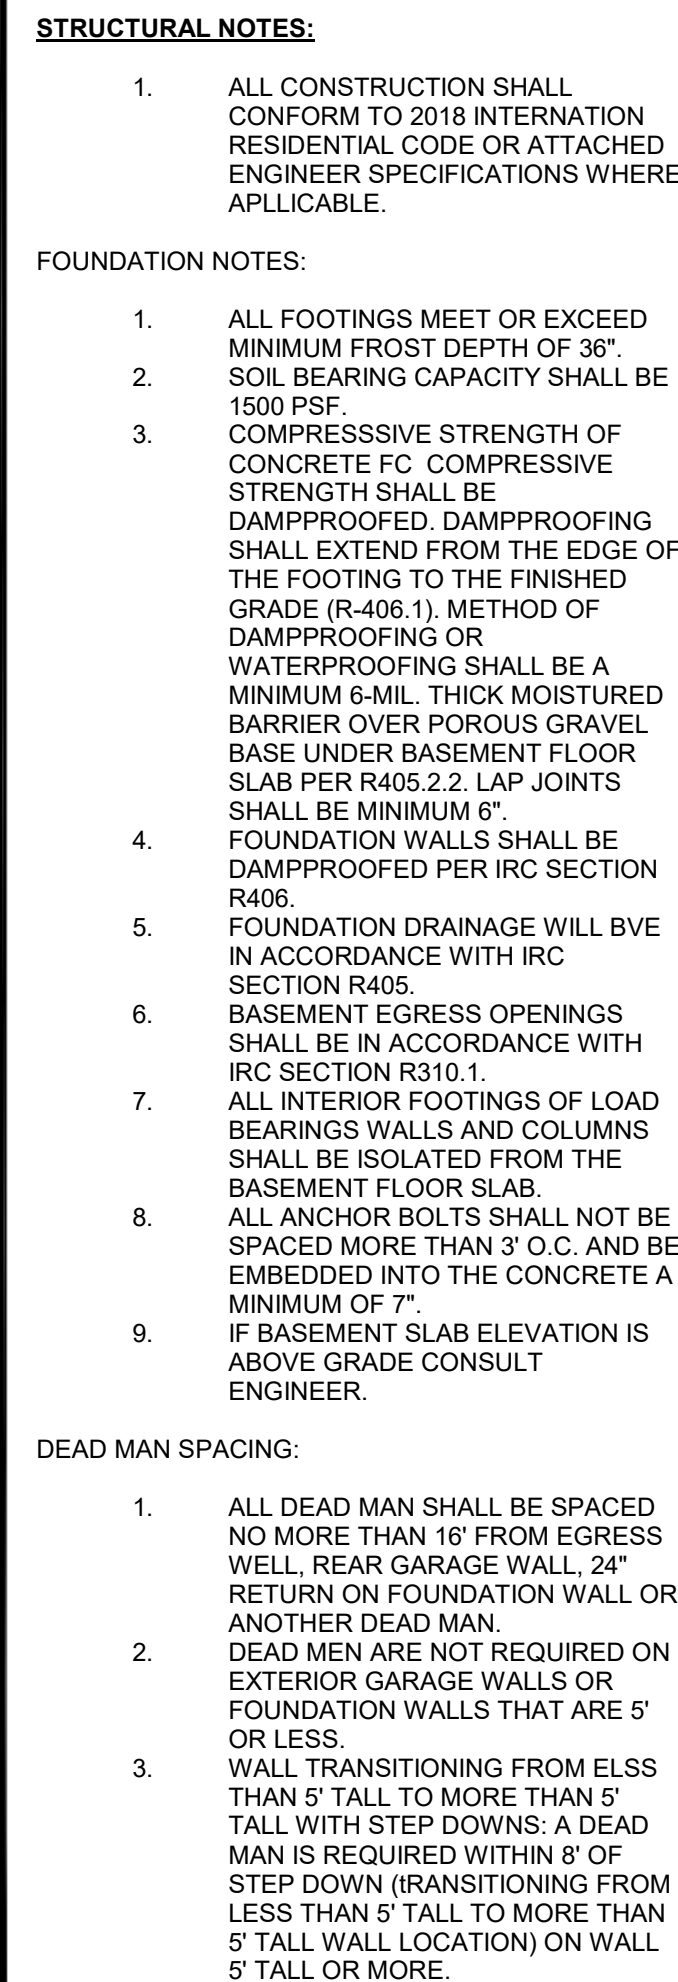 STRUCTURAL NOTES:
1. ALL CONSTRUCTION SHALL
CONFORM TO 2018 INTERNATION
RESIDENTIAL CODE OR ATTACHED
ENGINEER SPECIFICATIONS WHERE
APLLICABLE.
FOUNDATION NOTES:
1. ALL FOOTINGS MEET OR EXCEED
MINIMUM FROST DEPTH OF 36".
2. SOIL BEARING CAPACITY SHALL BE
1500 PSF.
3. COMPRESSSIVE STRENGTH OF
CONCRETE FC COMPRESSIVE
STRENGTH SHALL BE
DAMPPROOFED. DAMPPROOFING
SHALL EXTEND FROM THE EDGE OF
THE FOOTING TO THE FINISHED
GRADE (R-406.1). METHOD OF
DAMPPROOFING OR
WATERPROOFING SHALL BE A
MINIMUM 6-MIL. THICK MOISTURED
BARRIER OVER POROUS GRAVEL
BASE UNDER BASEMENT FLOOR
SLAB PER R405.2.2. LAP JOINTS
SHALL BE MINIMUM 6".
4. FOUNDATION WALLS SHALL BE
DAMPPROOFED PER IRC SECTION
R406.
5. FOUNDATION DRAINAGE WILL BVE
IN ACCORDANCE WITH IRC
SECTION R405.
6. BASEMENT EGRESS OPENINGS
SHALL BE IN ACCORDANCE WITH
IRC SECTION R310.1.
7. ALL INTERIOR FOOTINGS OF LOAD
BEARINGS WALLS AND COLUMNS
SHALL BE ISOLATED FROM THE
BASEMENT FLOOR SLAB.
8. ALL ANCHOR BOLTS SHALL NOT BE
SPACED MORE THAN 3' O.C. AND BE
EMBEDDED INTO THE CONCRETE A
MINIMUM OF 7".
9. IF BASEMENT SLAB ELEVATION IS
ABOVE GRADE CONSULT
ENGINEER.
DEAD MAN SPACING:
1. ALL DEAD MAN SHALL BE SPACED
NO MORE THAN 16' FROM EGRESS
WELL, REAR GARAGE WALL, 24"
RETURN ON FOUNDATION WALL OR
ANOTHER DEAD MAN.
2. DEAD MEN ARE NOT REQUIRED ON
EXTERIOR GARAGE WALLS OR
FOUNDATION WALLS THAT ARE 5'
OR LESS.
3. WALL TRANSITIONING FROM ELSS
THAN 5' TALL TO MORE THAN 5'
TALL WITH STEP DOWNS: A DEAD
MAN IS REQUIRED WITHIN 8' OF
STEP DOWN (tRANSITIONING FROM
LESS THAN 5' TALL TO MORE THAN
5' TALL WALL LOCATION) ON WALL
5' TALL OR MORE.